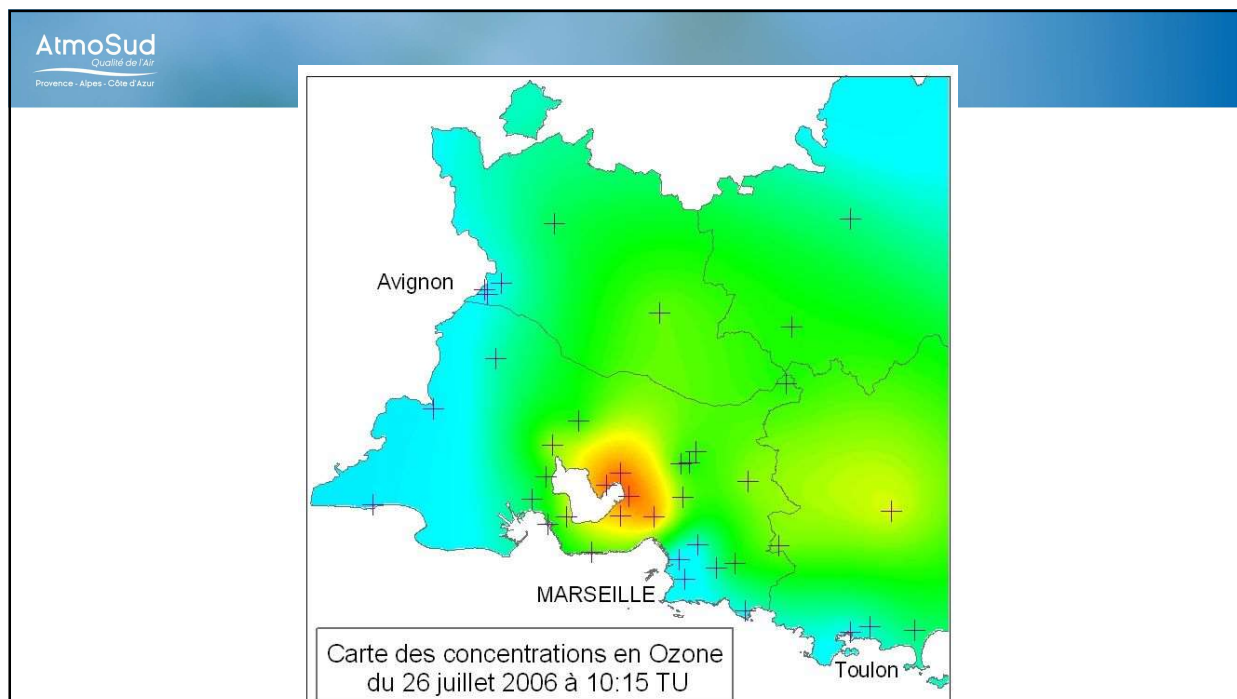 AtmoSud
Qualité de l'Air
Provence - Alpes - Côte d'Azur
Avignon
MARSEILLE
Toulon
Carte des concentrations en Ozone
du 26 juillet 2006 à 10:15 TU